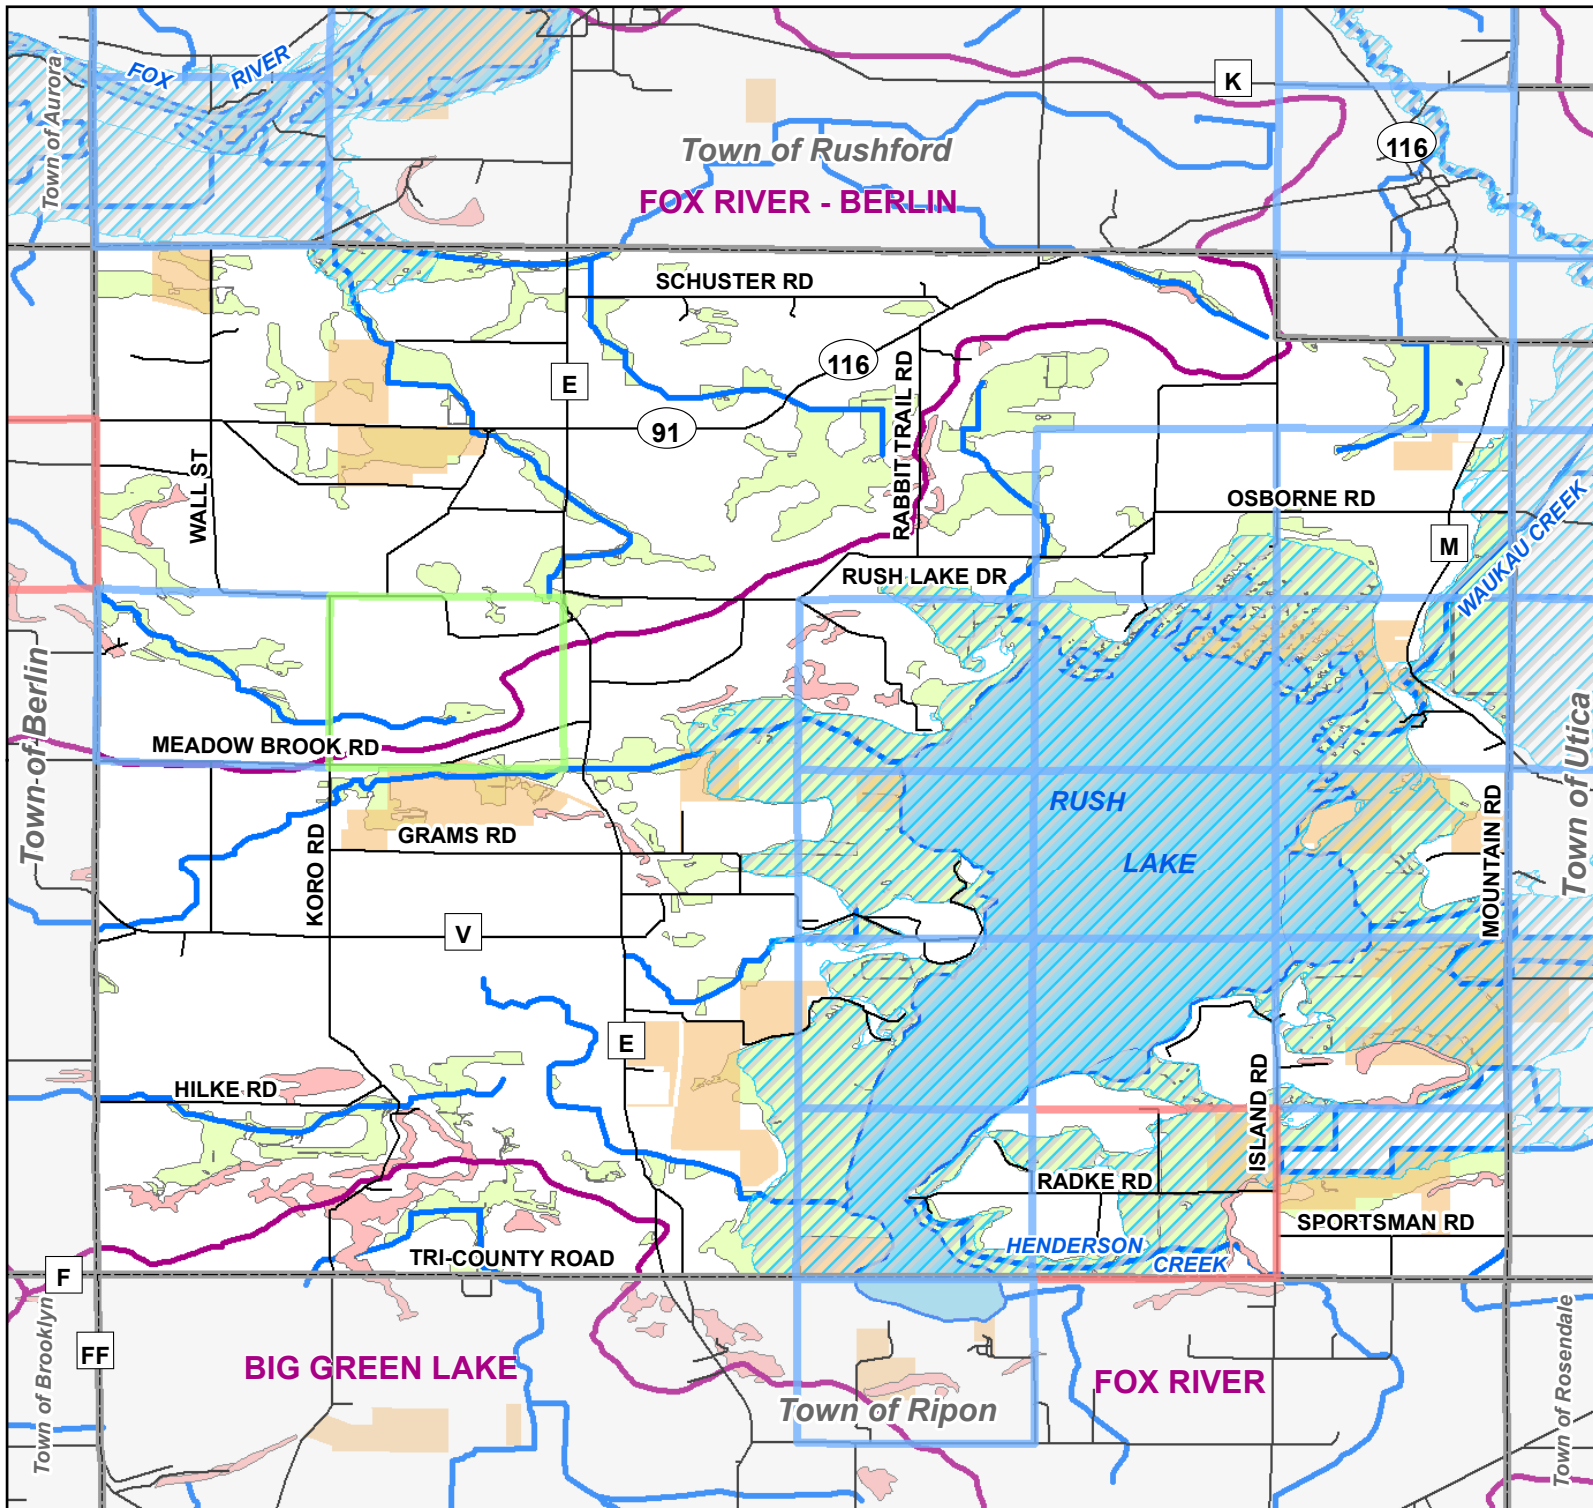 FOX
RIVER
Town of Aurora
K
116
Town of Rushford
FOX RIVER - BERLIN
SCHUSTER RD
116
E
91
RABBIT TRAIL RD
WALL ST
OSBORNE RD
M
WAUKAU CREEK
RUSH LAKE DR
Town of Berlin
MEADOW BROOK RD
Town of Utica
RUSH
LAKE
MOUNTAIN RD
GRAMS RD
KORO RD
V
E
HILKE RD
ISLAND RD
RADKE RD
SPORTSMAN RD
HENDERSON
CREEK
TRI-COUNTY ROAD
F
FF
Town of Brooklyn
BIG GREEN LAKE
FOX RIVER
Town of Ripon
Town of Rosendale